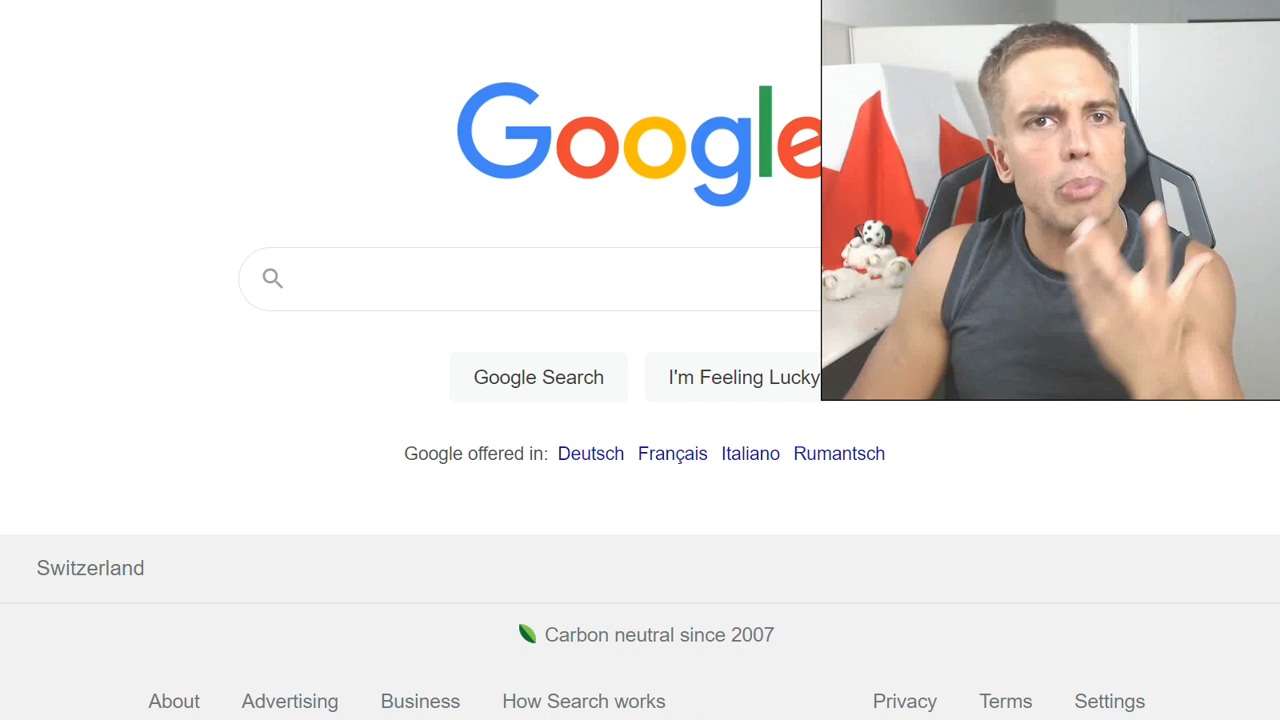 Google
Google Search
I'm Feeling Lucky
Google offered in: Deutsch Français Italiano Rumantsch
Switzerland
Carbon neutral since 2007
About Advertising Business How Search works Privacy Terms Settings